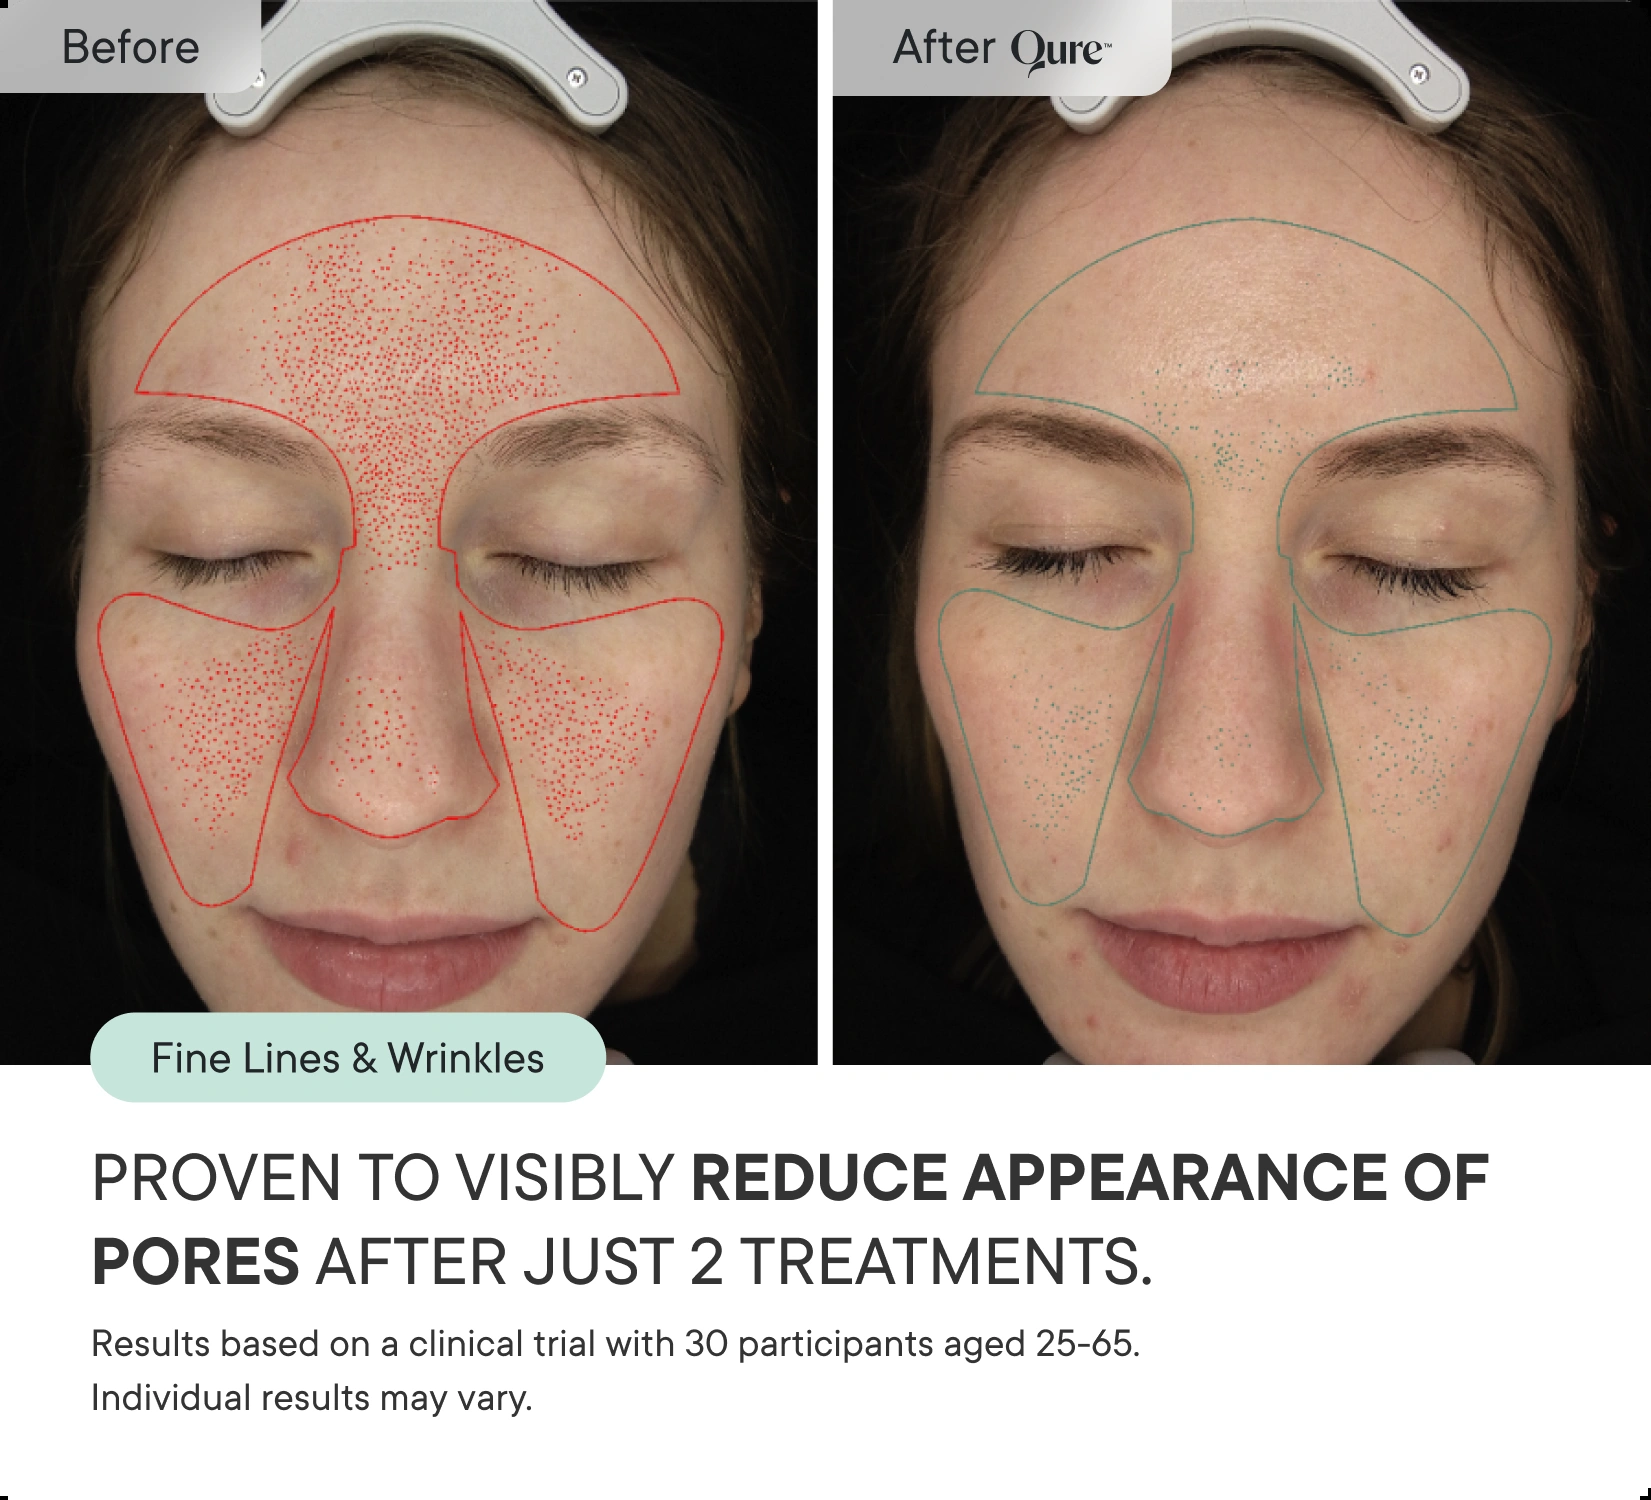 Before
After Qure™
Fine Lines & Wrinkles
PROVEN TO VISIBLY REDUCE APPEARANCE OF
PORES AFTER JUST 2 TREATMENTS.
Results based on a clinical trial with 30 participants aged 25-65.
Individual results may vary.